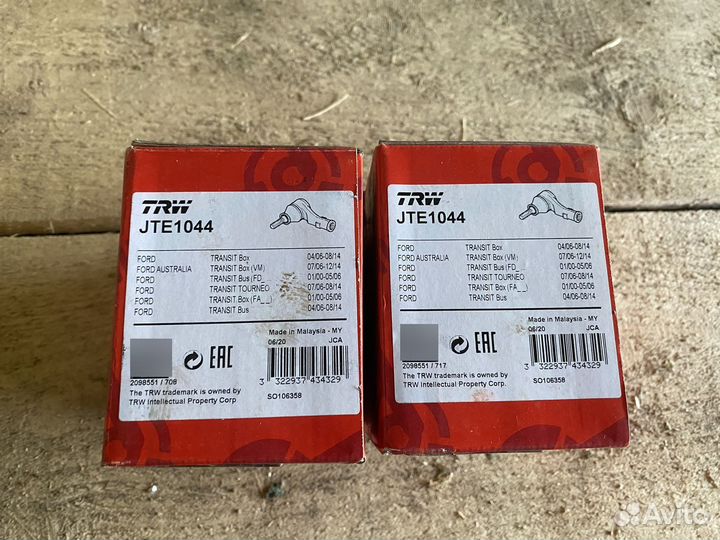 TRW
JTE1044
FORD TRANSIT Box 04/06-08/14
FORD AUSTRALIA TRANSIT Box (VM) 07/06-12/14
FORD TRANSIT Bus (FD_ 01/00-05/06
FORD TRANSIT TOURNEO 07/06-08/14
FORD TRANSIT Box (FA_ _) 01/00-05/06
FORD TRANSIT Bus 04/06-08/14
Made in Malaysia - MY
06/20 JCA
EAC
2098551 / 708
The TRW trademark is owned by
TRW Intellectual Property Corp.
3 322937 434329
SO106358
TRW
JTE1044
FORD TRANSIT Box 04/06-08/14
FORD AUSTRALIA TRANSIT Box (VM) 07/06-12/14
FORD TRANSIT Bus (FD_ 01/00-05/06
FORD TRANSIT TOURNEO 07/06-08/14
FORD TRANSIT Box (FA_ _) 01/00-05/06
FORD TRANSIT Bus 04/06-08/14
Made in Malaysia - MY
06/20 JCA
EAC
2098551 / 717
The TRW trademark is owned by
TRW Intellectual Property Corp.
3 322937 434329
SO106358
Avito